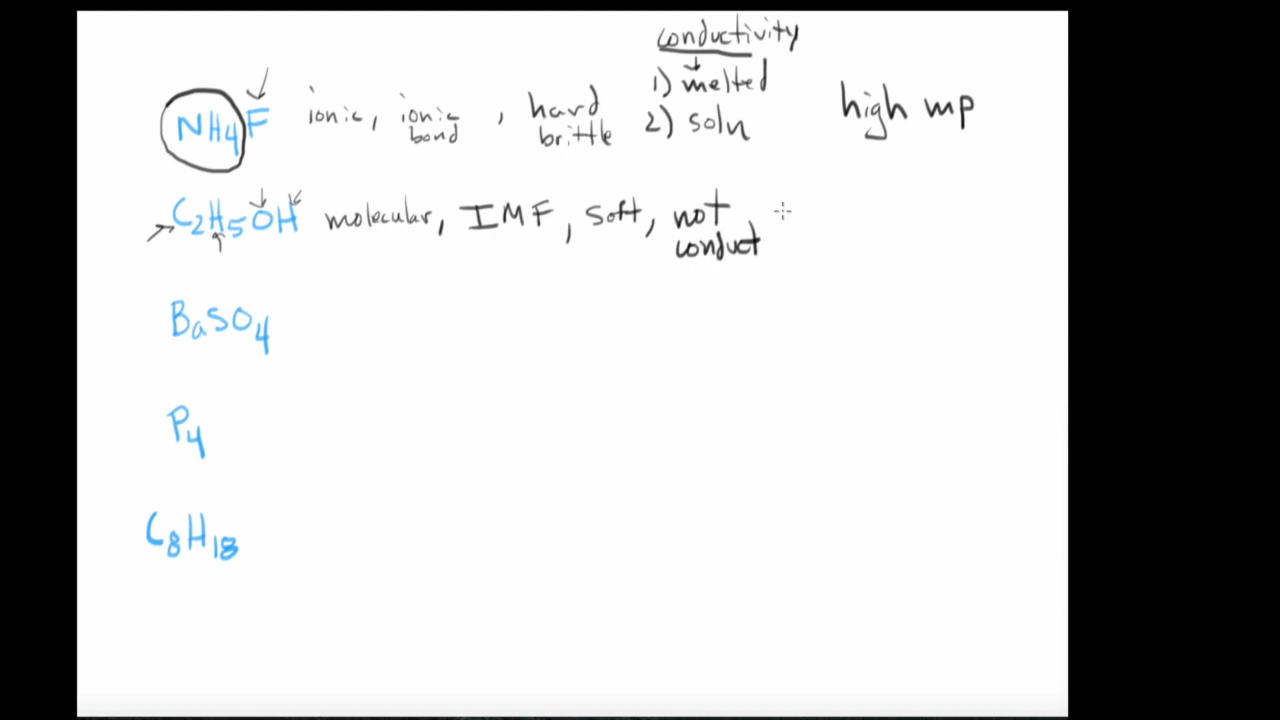 conductivity
NH4F ionic, ionic bond, hard brittle 1) melted 2) soln high mp
C2H5OH molecular, IMF, soft, not conduct
BaSO4
P4
C8H18